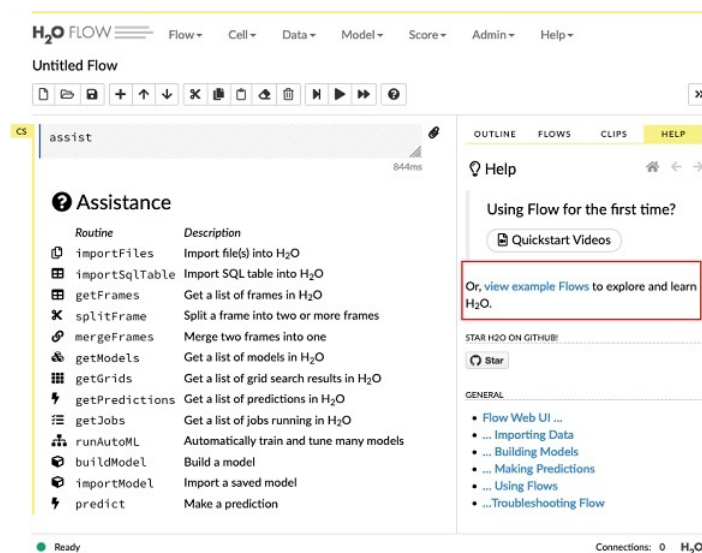 H2O FLOW Flow Cell Data Model Score Admin Help
Untitled Flow
CS
assist
844ms
Assistance
Routine Description
importFiles Import file(s) into H2O
importSqlTable Import SQL table into H2O
getFrames Get a list of frames in H2O
splitFrame Split a frame into two or more frames
mergeFrames Merge two frames into one
getModels Get a list of models in H2O
getGrids Get a list of grid search results in H2O
getPredictions Get a list of predictions in H2O
getJobs Get a list of jobs running in H2O
runAutoML Automatically train and tune many models
buildModel Build a model
importModel Import a saved model
predict Make a prediction
OUTLINE FLOWS CLIPS HELP
Help
Using Flow for the first time?
Quickstart Videos
Or, view example Flows to explore and learn
H2O.
STAR H2O ON GITHUB!
Star
GENERAL
• Flow Web UI ...
• ... Importing Data
• ... Building Models
• ... Making Predictions
• ... Using Flows
• ...Troubleshooting Flow
Ready Connections: 0 H2O